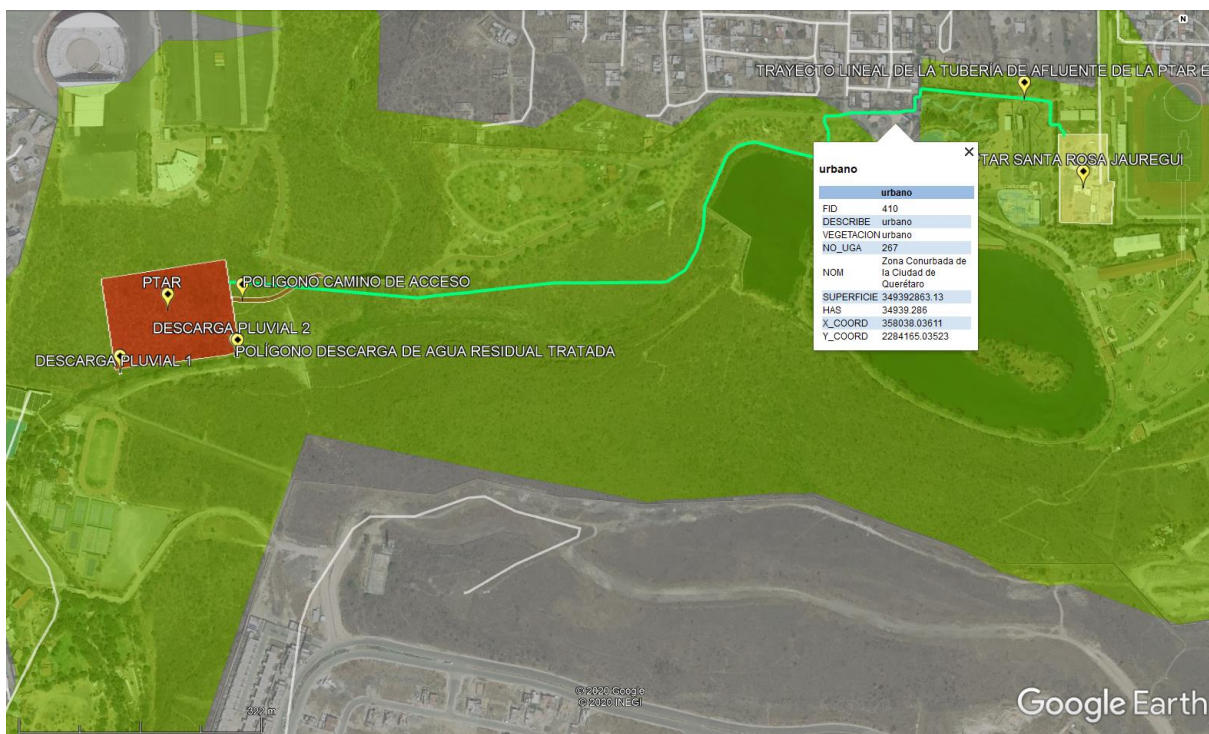 N
TRAYECTO LINEAL DE LA TUBERÍA DE AFLUENTE DE LA PTAR E
PTAR SANTA ROSA JAUREGUI
urbano
urbano
FID 410
DESCRIBE urbano
VEGETACION urbano
NO_UGA 267
NOM Zona Conurbada de
la Ciudad de
Querétaro
SUPERFICIE 349392863.13
HAS 34939.286
X_COORD 358038.03611
Y_COORD 2284165.03523
PTAR
POLIGONO CAMINO DE ACCESO
DESCARGA PLUVIAL 2
POLÍGONO DESCARGA DE AGUA RESIDUAL TRATADA
DESCARGA PLUVIAL 1
© 2020 Google
© 2020 INEGI
322 m
Google Earth